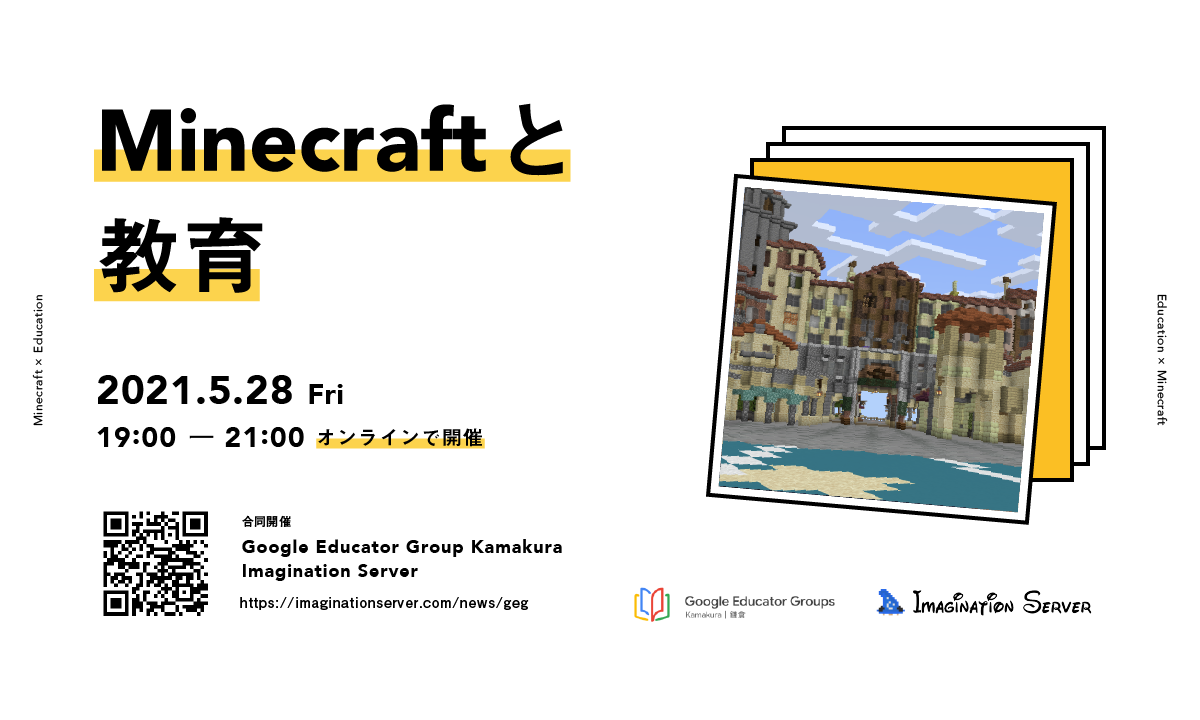 Minecraftと
教育
Minecraft × Education
2021.5.28 Fri
19:00 — 21:00 オンラインで開催
合同開催
Google Educator Group Kamakura
Imagination Server
https://imaginationserver.com/news/geg
Google Educator Groups
Kamakura | 鎌倉
IMAGINATION SERVER
Education × Minecraft